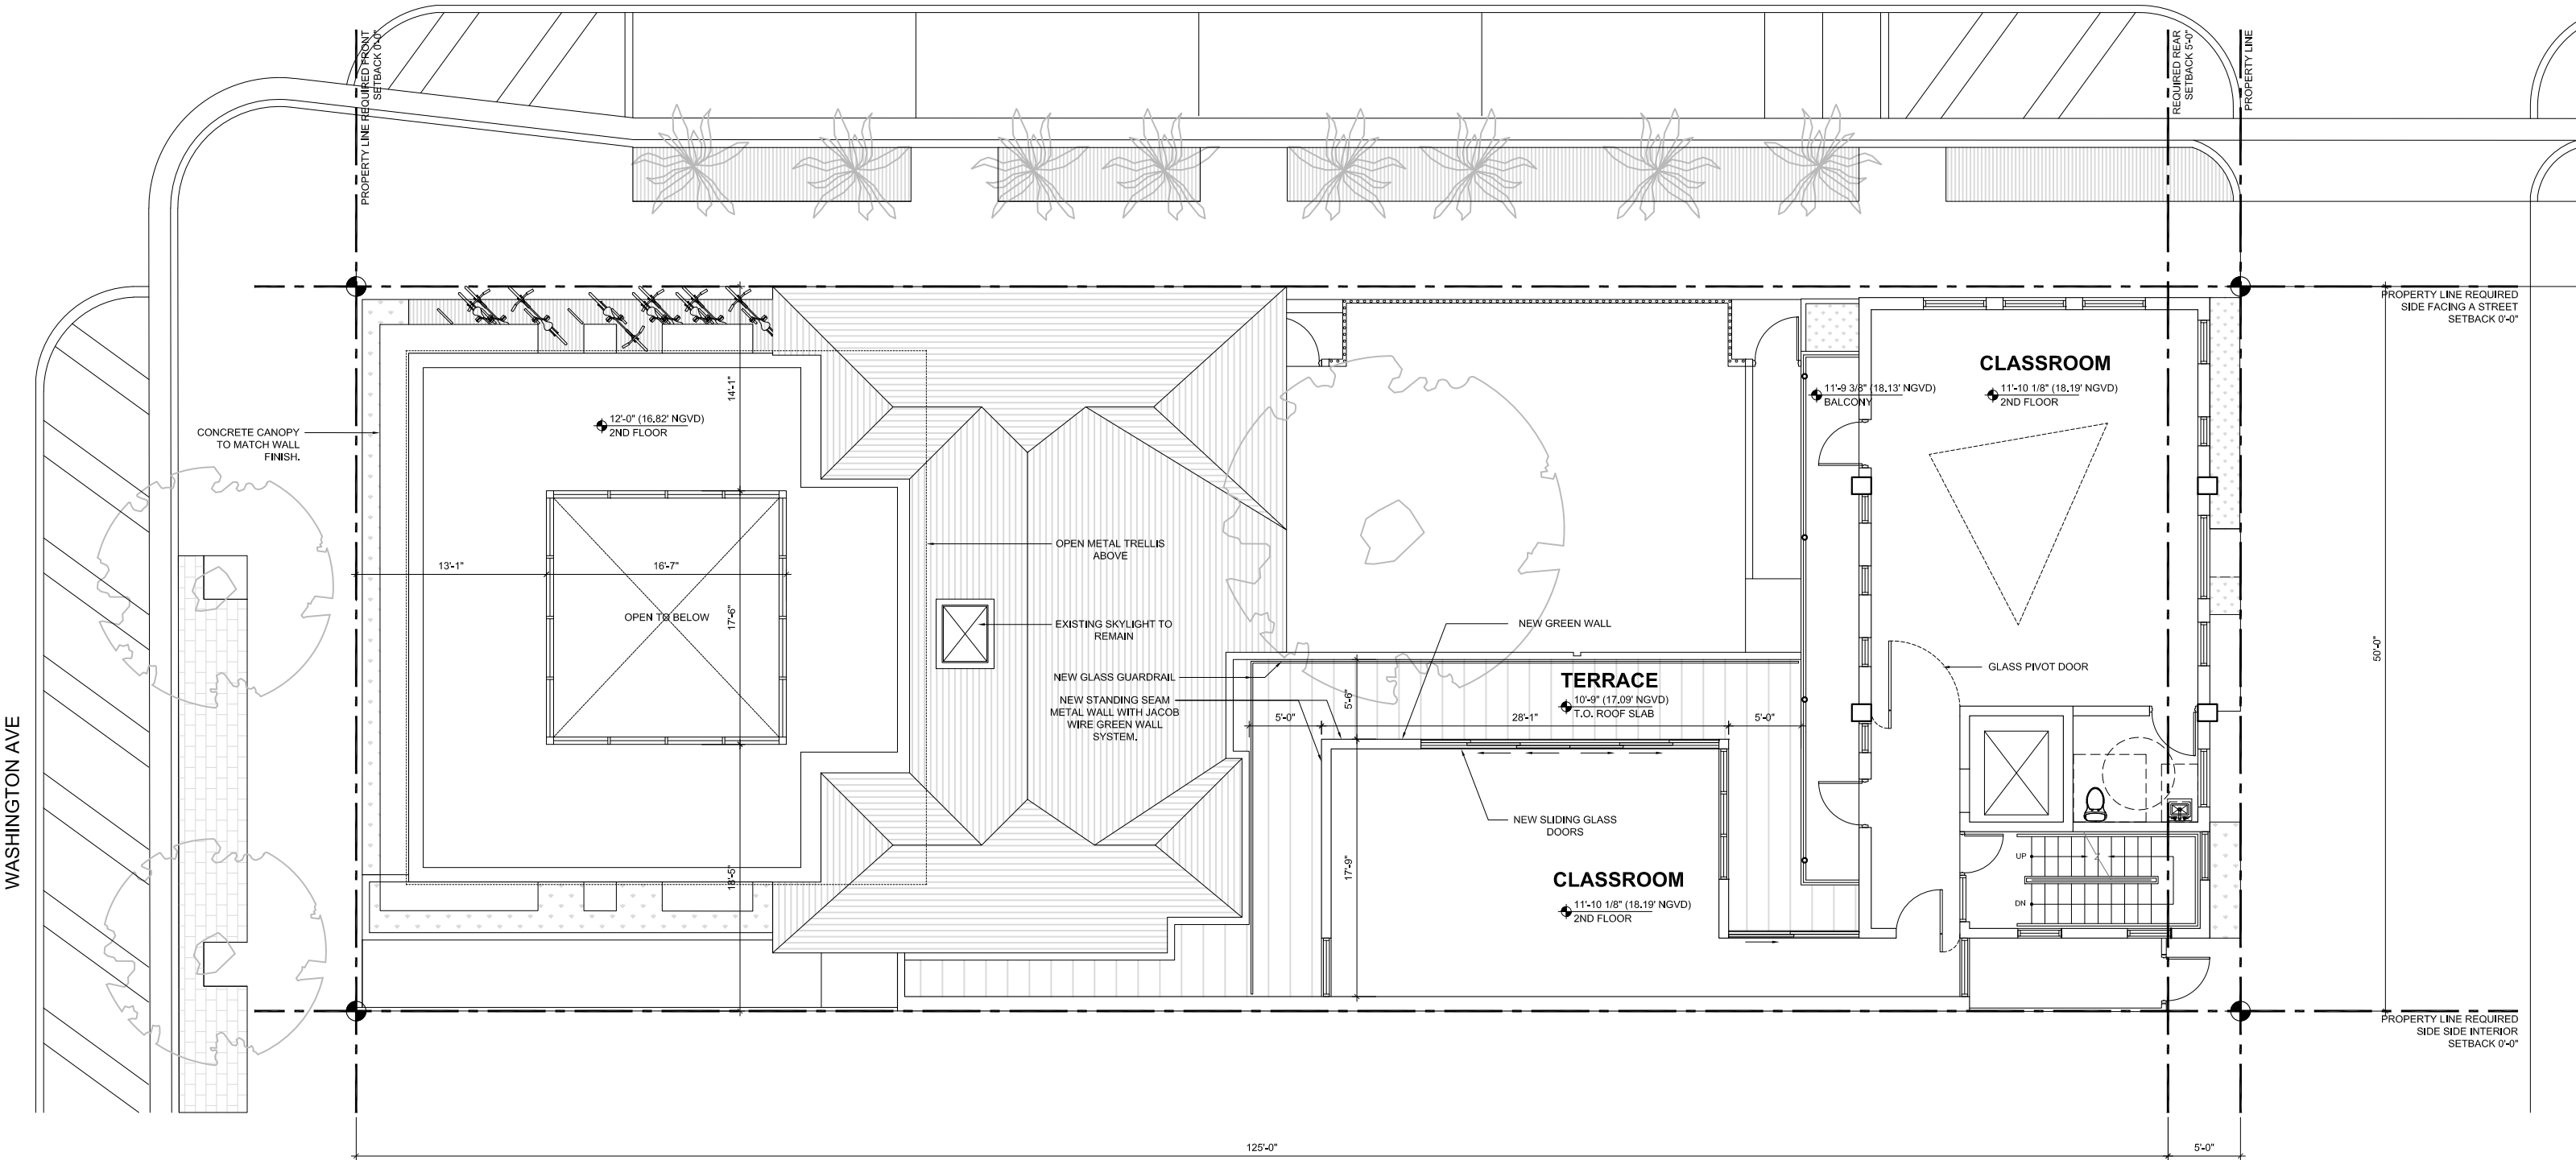 PROPERTY LINE REQUIRED FRONT
SETBACK 0'-0"
REQUIRED REAR
SETBACK 5'-0"
PROPERTY LINE
PROPERTY LINE REQUIRED
SIDE FACING A STREET
SETBACK 0'-0"
CLASSROOM
11'-10 1/8" (18.19' NGVD)
2ND FLOOR
11'-9 3/8" (18.13' NGVD)
BALCONY
14'-1"
12'-0" (16.82' NGVD)
2ND FLOOR
CONCRETE CANOPY
TO MATCH WALL
FINISH.
OPEN METAL TRELLIS
ABOVE
13'-1"
16'-7"
OPEN TO BELOW
17'-6"
EXISTING SKYLIGHT TO
REMAIN
NEW GREEN WALL
50'-0"
GLASS PIVOT DOOR
NEW GLASS GUARDRAIL
TERRACE
10'-9" (17.09' NGVD)
T.O. ROOF SLAB
NEW STANDING SEAM
METAL WALL WITH JACOB
WIRE GREEN WALL
SYSTEM.
5'-0"
5'-6"
28'-1"
5'-0"
WASHINGTON AVE
NEW SLIDING GLASS
DOORS
17'-9"
18'-5"
CLASSROOM
11'-10 1/8" (18.19' NGVD)
2ND FLOOR
UP
DN
PROPERTY LINE REQUIRED
SIDE SIDE INTERIOR
SETBACK 0'-0"
125'-0"
5'-0"